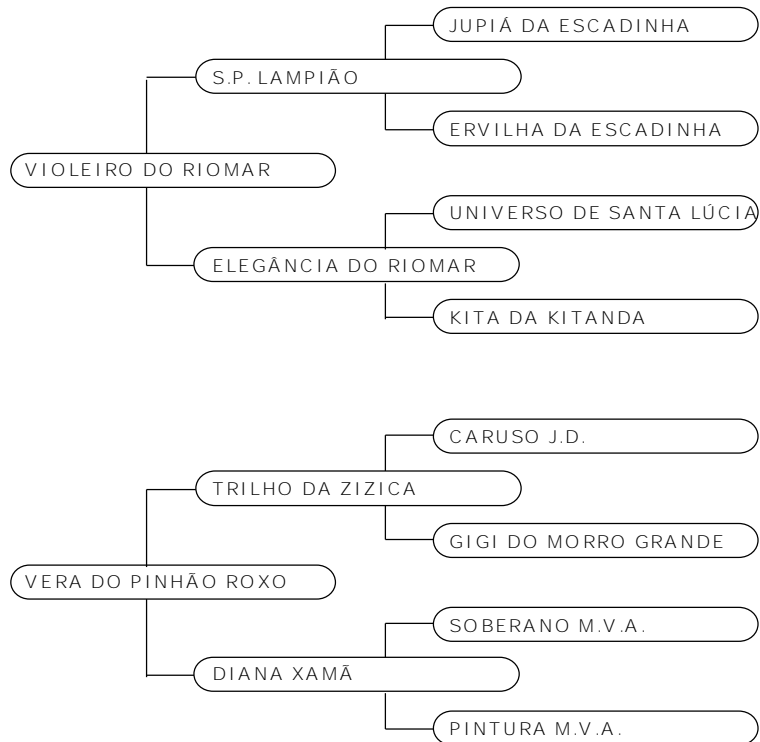 JUPIÁ DA ESCADINHA
S.P. LAMPIÃO
ERVILHA DA ESCADINHA
VIOLEIRO DO RIOMAR
UNIVERSO DE SANTA LÚCIA
ELEGÂNCIA DO RIOMAR
KITA DA KITANDA
CARUSO J.D.
TRILHO DA ZIZICA
GIGI DO MORRO GRANDE
VERA DO PINHÃO ROXO
SOBERANO M.V.A.
DIANA XAMÃ
PINTURA M.V.A.